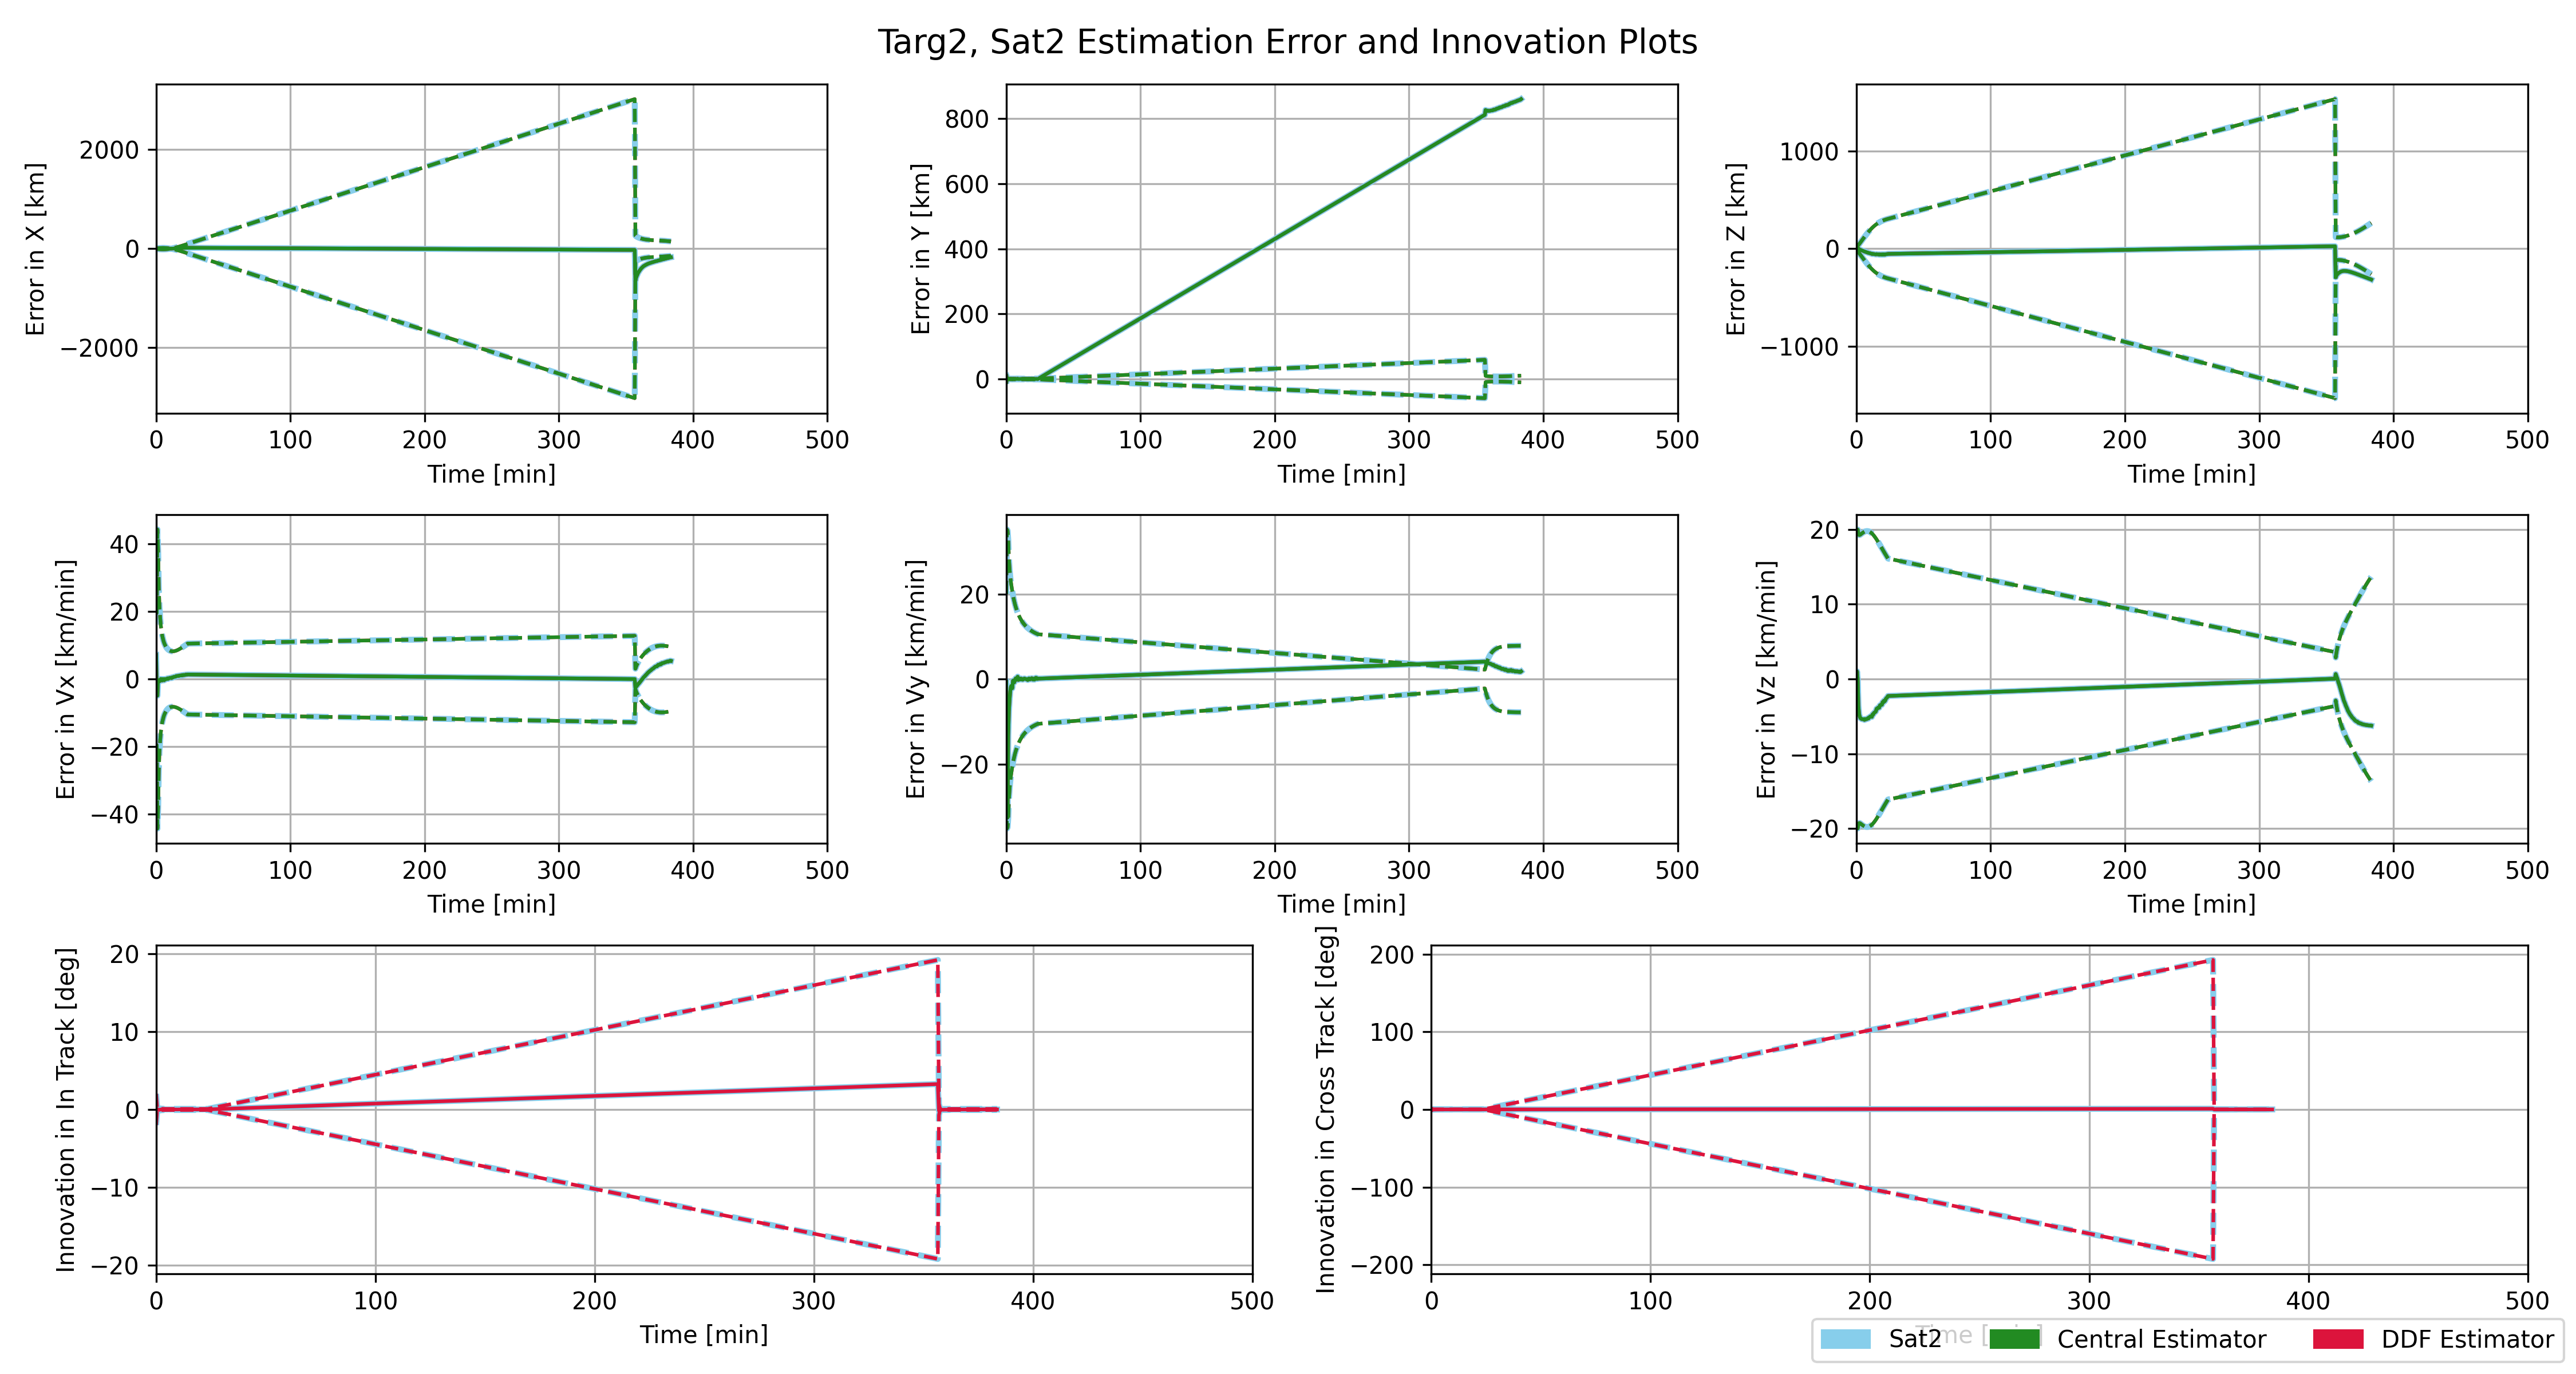 Targ2, Sat2 Estimation Error and Innovation Plots
Error in X [km]
2000
0
−2000
0 100 200 300 400 500
Time [min]
Error in Y [km]
800
600
400
200
0
0 100 200 300 400 500
Time [min]
Error in Z [km]
1000
0
−1000
0 100 200 300 400 500
Time [min]
Error in Vx [km/min]
40
20
0
−20
−40
0 100 200 300 400 500
Time [min]
Error in Vy [km/min]
20
0
−20
0 100 200 300 400 500
Time [min]
Error in Vz [km/min]
20
10
0
−10
−20
0 100 200 300 400 500
Time [min]
Innovation in In Track [deg]
20
10
0
−10
−20
0 100 200 300 400 500
Time [min]
Innovation in Cross Track [deg]
200
100
0
−100
−200
0 100 200 300 400 500
Time [min]
Sat2 Central Estimator DDF Estimator